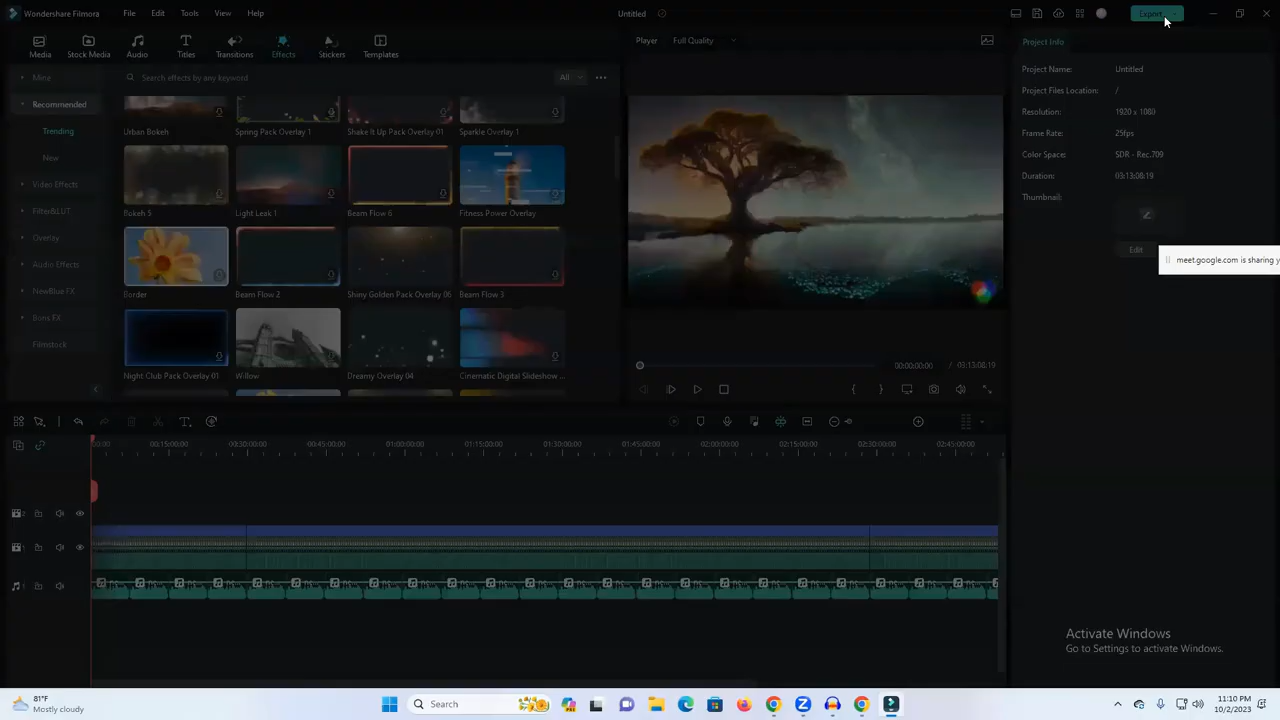 Wondershare Filmora File Edit Tools View Help Untitled Export
Media Stock Media Audio Titles Transitions Effects Stickers Templates
Player Full Quality
Project Info
Mine
Search effects by keyword All
Recommended
Trending
New
Video Effects
Filter&LUT
Overlay
Audio Effects
NewBlue FX
Boris FX
Filmstock
Urban Bokeh Spring Pack Overlay 1 Shake It Up Pack Overlay 01 Sparkle Overlay 1
Bokeh 5 Light Leak 1 Beam Flow 6 Fitness Power Overlay
Border Beam Flow 2 Shiny Golden Pack Overlay 06 Beam Flow 3
Night Club Pack Overlay 01 Willow Dreamy Overlay 04 Cinematic Digital Slideshow ...
Project Name: Untitled
Project Files Location: /
Resolution: 1920 x 1080
Frame Rate: 25fps
Color Space: SDR - Rec.709
Duration: 03:13:08:19
Thumbnail:
Edit
meet.google.com is sharing y
00:00:00:00 / 03:13:08:19
00:00 00:15:00:00 00:30:00:00 00:45:00:00 01:00:00:00 01:15:00:00 01:30:00:00 01:45:00:00 02:00:00:00 02:15:00:00 02:30:00:00 02:45:00:00
2
1
1
Activate Windows
Go to Settings to activate Windows.
81°F
Mostly cloudy
Search
11:10 PM
10/2/2023